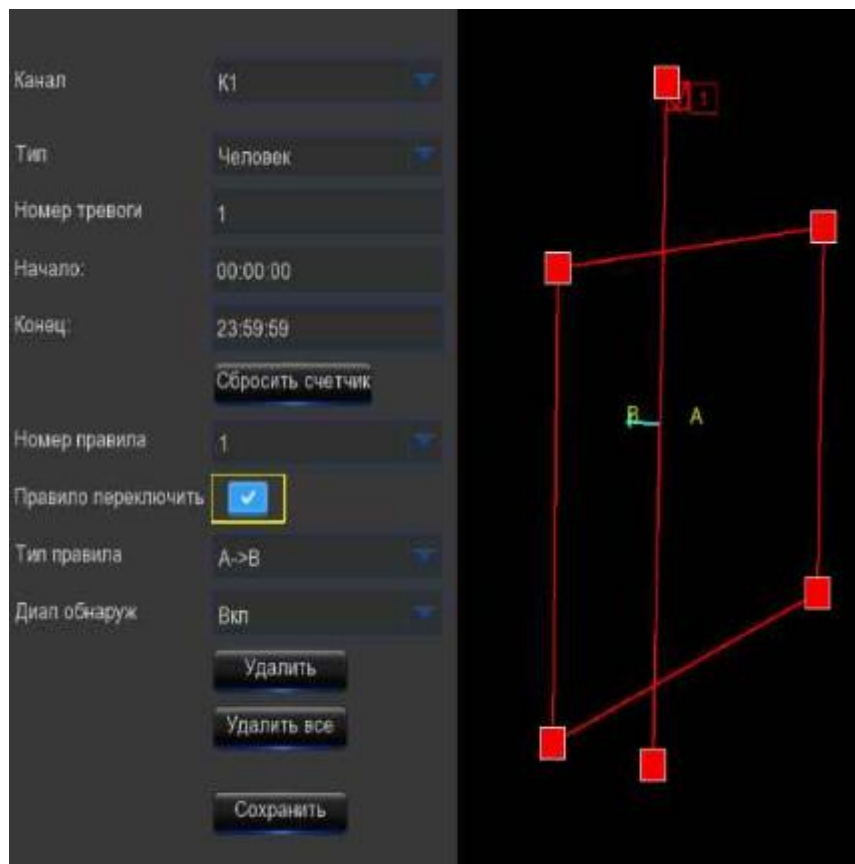 Канал K1
Тип Человек
Номер тревоги 1
Начало: 00:00:00
Конец: 23:59:59
Сбросить счетчик
Номер правила 1
Правило переключить
Тип правила A->B
Диап обнаруж Вкл
Удалить
Удалить все
Сохранить
1
B A